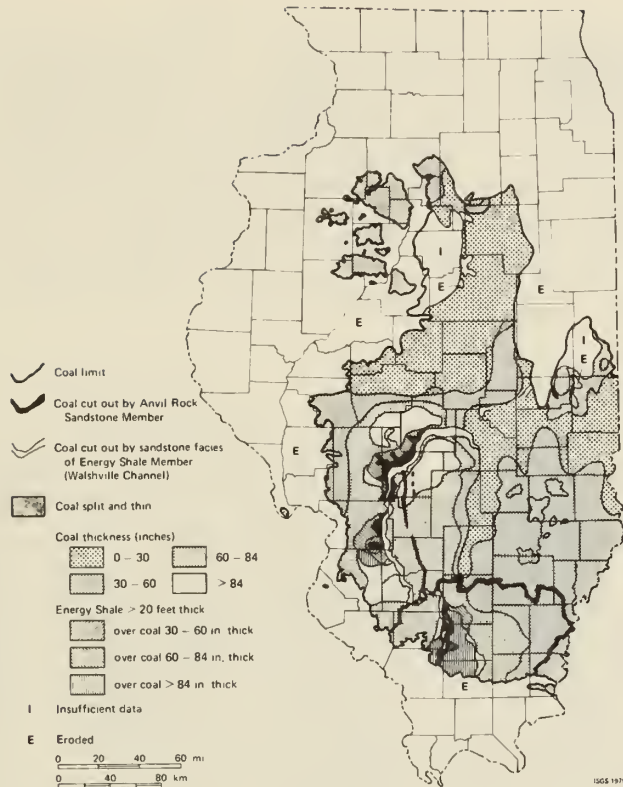 Coal limit
Coal cut out by Anvil Rock
Sandstone Member
Coal cut out by sandstone facies
of Energy Shale Member
(Walshville Channel)
Coal split and thin
Coal thickness (inches)
0 – 30
60 – 84
30 – 60
> 84
Energy Shale > 20 feet thick
over coal 30 – 60 in. thick
over coal 60 – 84 in. thick
over coal > 84 in thick
I Insufficient data
E Eroded
0 20 40 60 mi
0 40 80 km
I
E
E
E
I
E
E
E
ISGS 1979